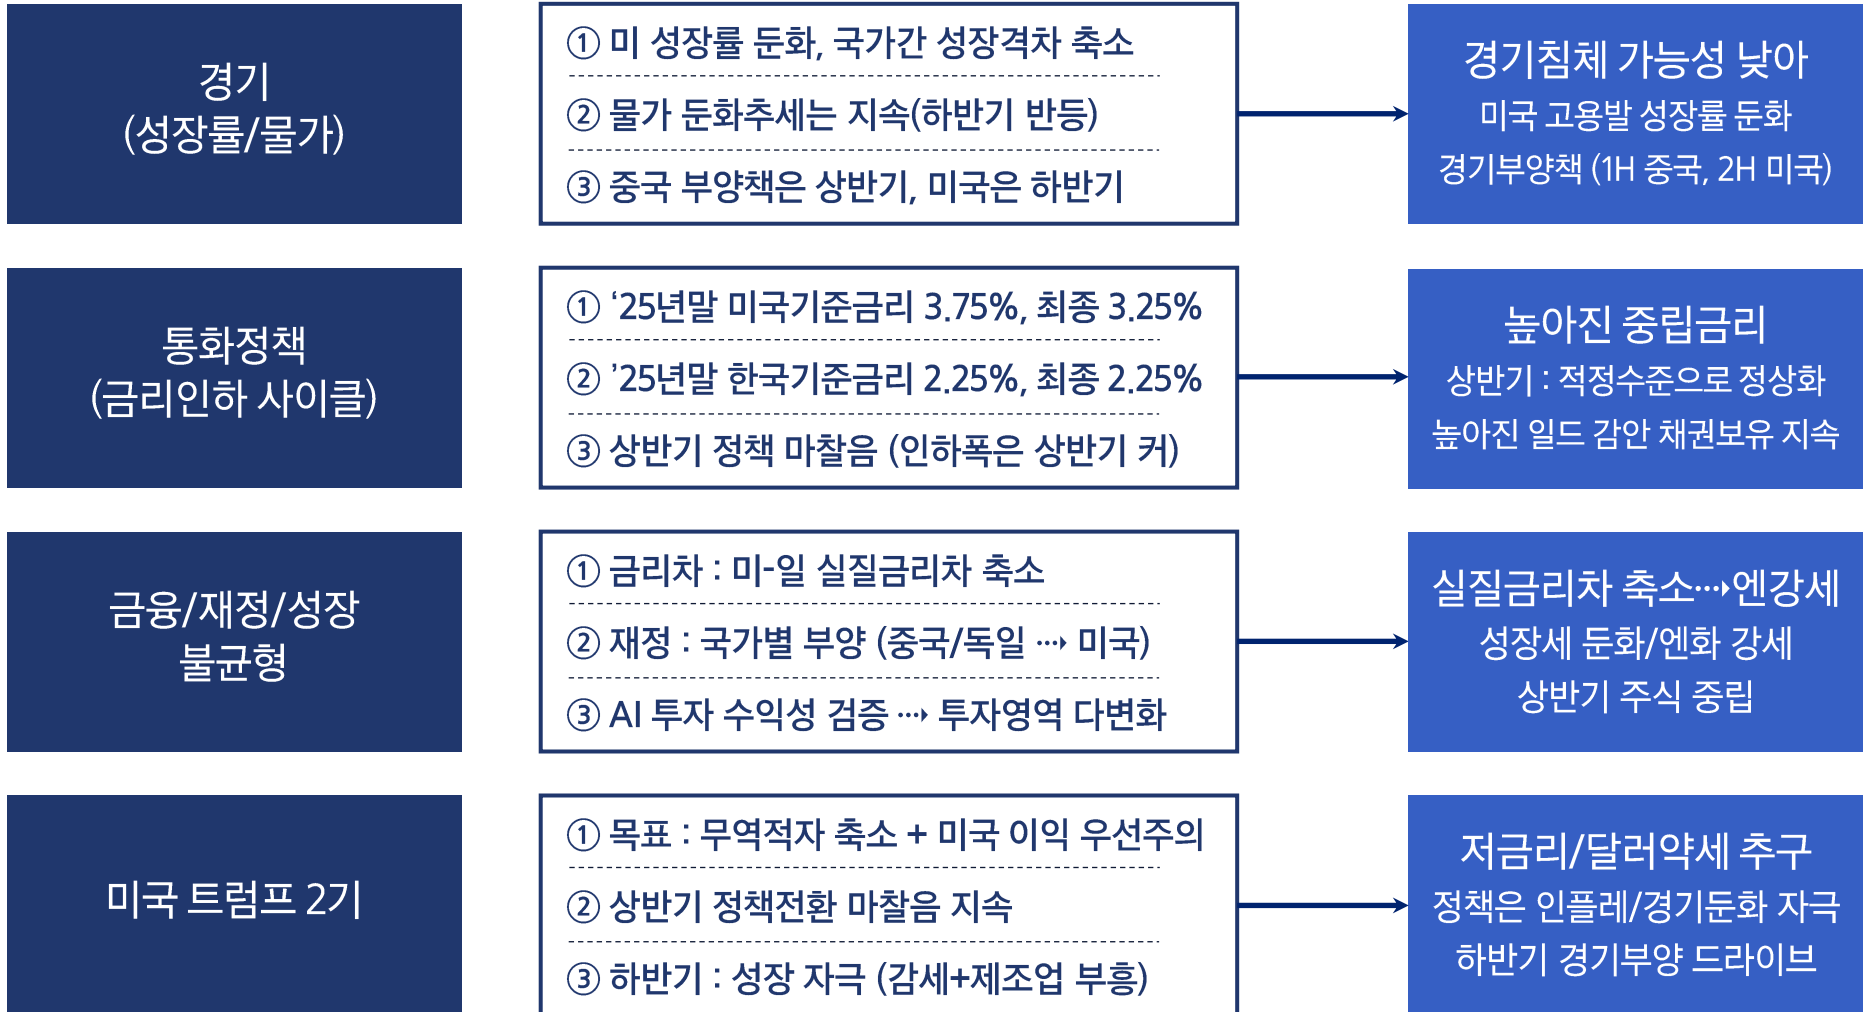 경기
(성장률/물가)
① 미 성장률 둔화, 국가간 성장격차 축소
② 물가 둔화추세는 지속(하반기 반등)
③ 중국 부양책은 상반기, 미국은 하반기
경기침체 가능성 낮아
미국 고용발 성장률 둔화
경기부양책 (1H 중국, 2H 미국)
통화정책
(금리인하 사이클)
① ‘25년말 미국기준금리 3.75%, 최종 3.25%
② ’25년말 한국기준금리 2.25%, 최종 2.25%
③ 상반기 정책 마찰음 (인하폭은 상반기 커)
높아진 중립금리
상반기 : 적정수준으로 정상화
높아진 일드 감안 채권보유 지속
금융/재정/성장
불균형
① 금리차 : 미-일 실질금리차 축소
② 재정 : 국가별 부양 (중국/독일 ⋯▸ 미국)
③ AI 투자 수익성 검증 ⋯▸ 투자영역 다변화
실질금리차 축소⋯▸엔강세
성장세 둔화/엔화 강세
상반기 주식 중립
미국 트럼프 2기
① 목표 : 무역적자 축소 + 미국 이익 우선주의
② 상반기 정책전환 마찰음 지속
③ 하반기 : 성장 자극 (감세+제조업 부흥)
저금리/달러약세 추구
정책은 인플레/경기둔화 자극
하반기 경기부양 드라이브